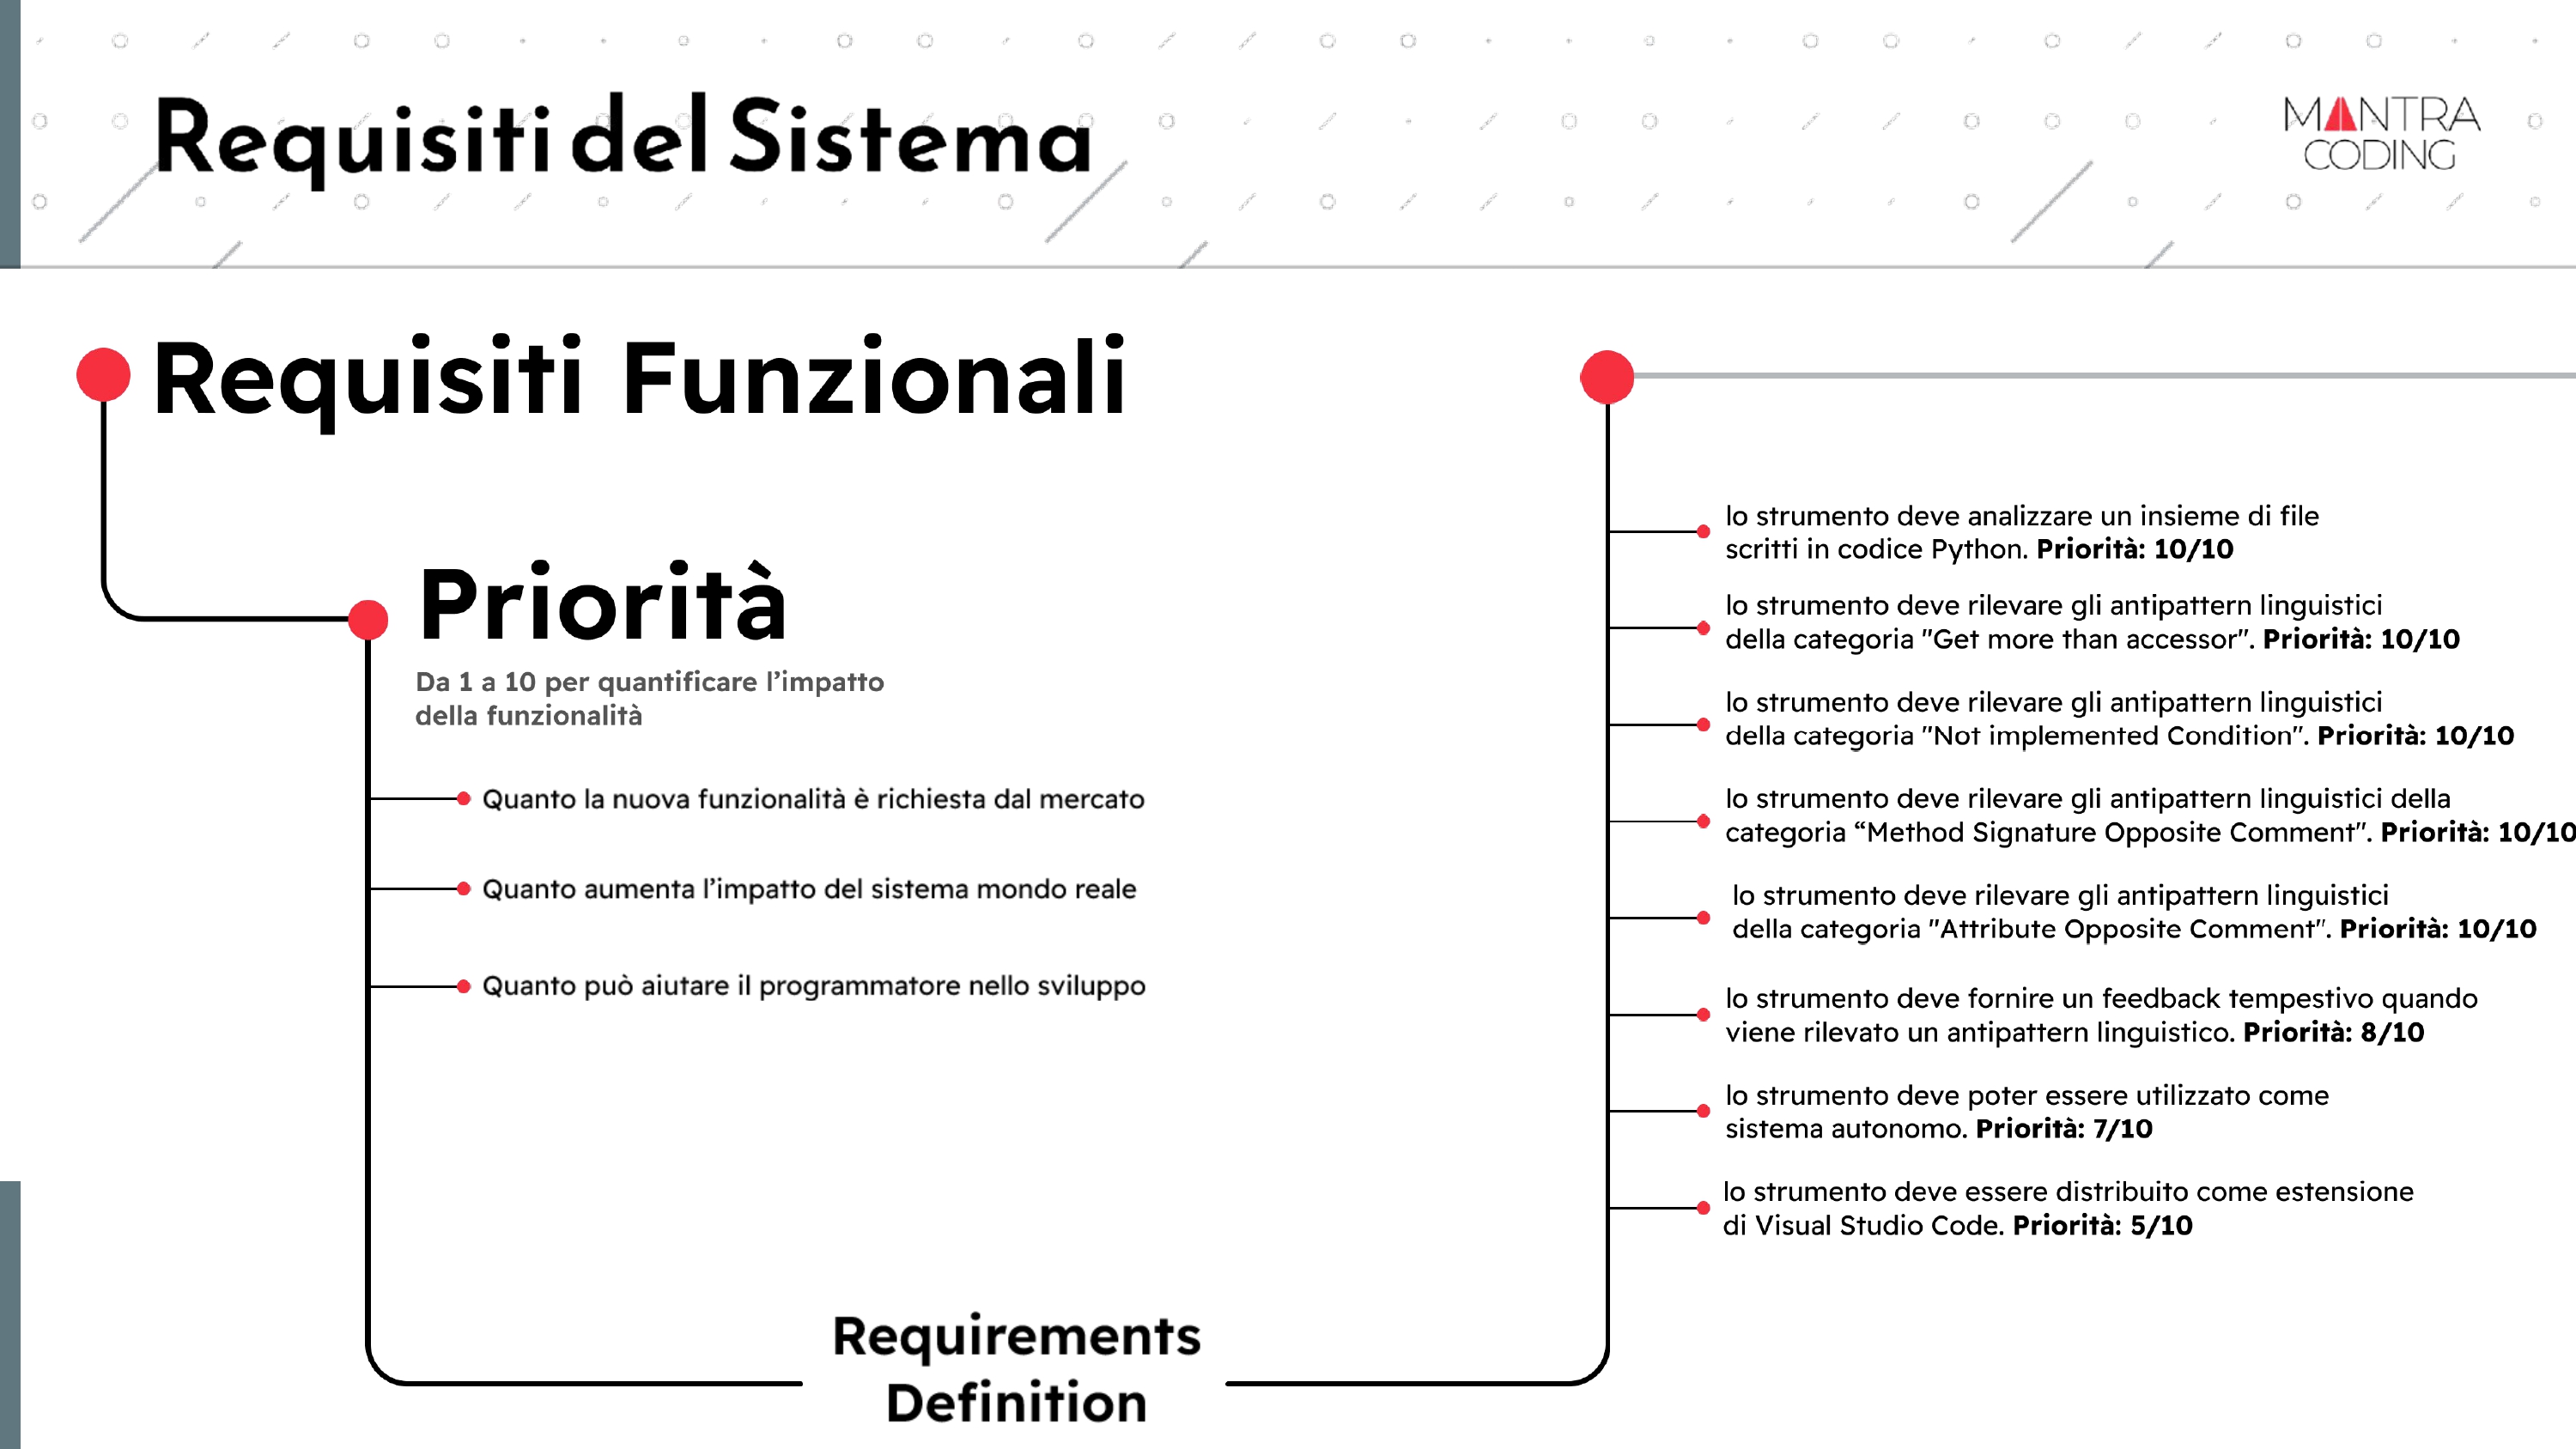 Requisiti del Sistema
MANTRA
CODING
Requisiti Funzionali
Priorità
Da 1 a 10 per quantificare l’impatto
della funzionalità
Quanto la nuova funzionalità è richiesta dal mercato
Quanto aumenta l’impatto del sistema mondo reale
Quanto può aiutare il programmatore nello sviluppo
Requirements
Definition
lo strumento deve analizzare un insieme di file
scritti in codice Python. Priorità: 10/10
lo strumento deve rilevare gli antipattern linguistici
della categoria "Get more than accessor". Priorità: 10/10
lo strumento deve rilevare gli antipattern linguistici
della categoria "Not implemented Condition". Priorità: 10/10
lo strumento deve rilevare gli antipattern linguistici della
categoria “Method Signature Opposite Comment". Priorità: 10/10
lo strumento deve rilevare gli antipattern linguistici
della categoria "Attribute Opposite Comment". Priorità: 10/10
lo strumento deve fornire un feedback tempestivo quando
viene rilevato un antipattern linguistico. Priorità: 8/10
lo strumento deve poter essere utilizzato come
sistema autonomo. Priorità: 7/10
lo strumento deve essere distribuito come estensione
di Visual Studio Code. Priorità: 5/10